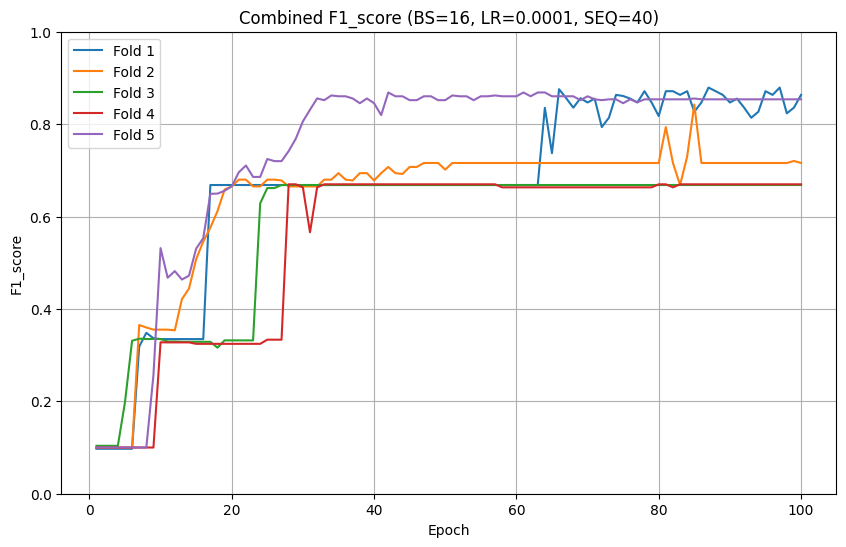 Combined F1_score (BS=16, LR=0.0001, SEQ=40)
Fold 1
Fold 2
Fold 3
Fold 4
Fold 5
F1_score
1.0
0.8
0.6
0.4
0.2
0.0
0 20 40 60 80 100
Epoch